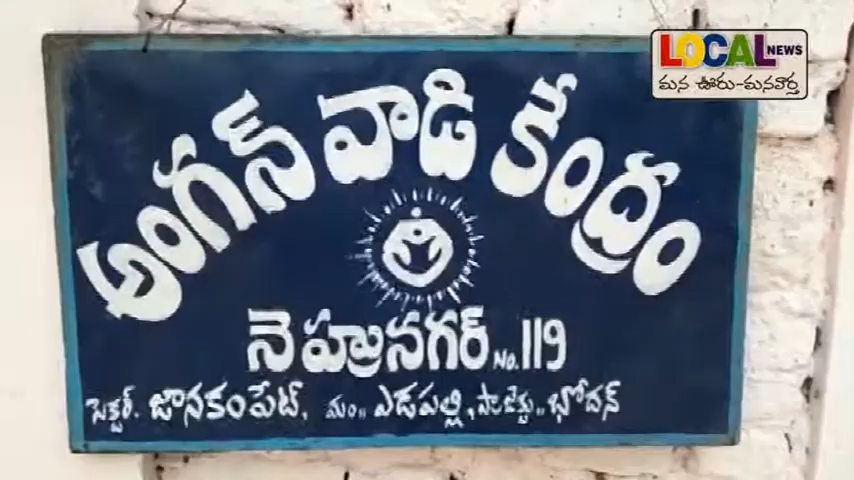 LOCAL NEWS
మన ఊరు-మనవార్త
అంగన్ వాడి కేంద్రం
నెహ్రునగర్ No. 119
సెక్టర్. జానకంపేట్, మం,, ఎడపల్లి, ప్రాజెక్టు,, బోధన్